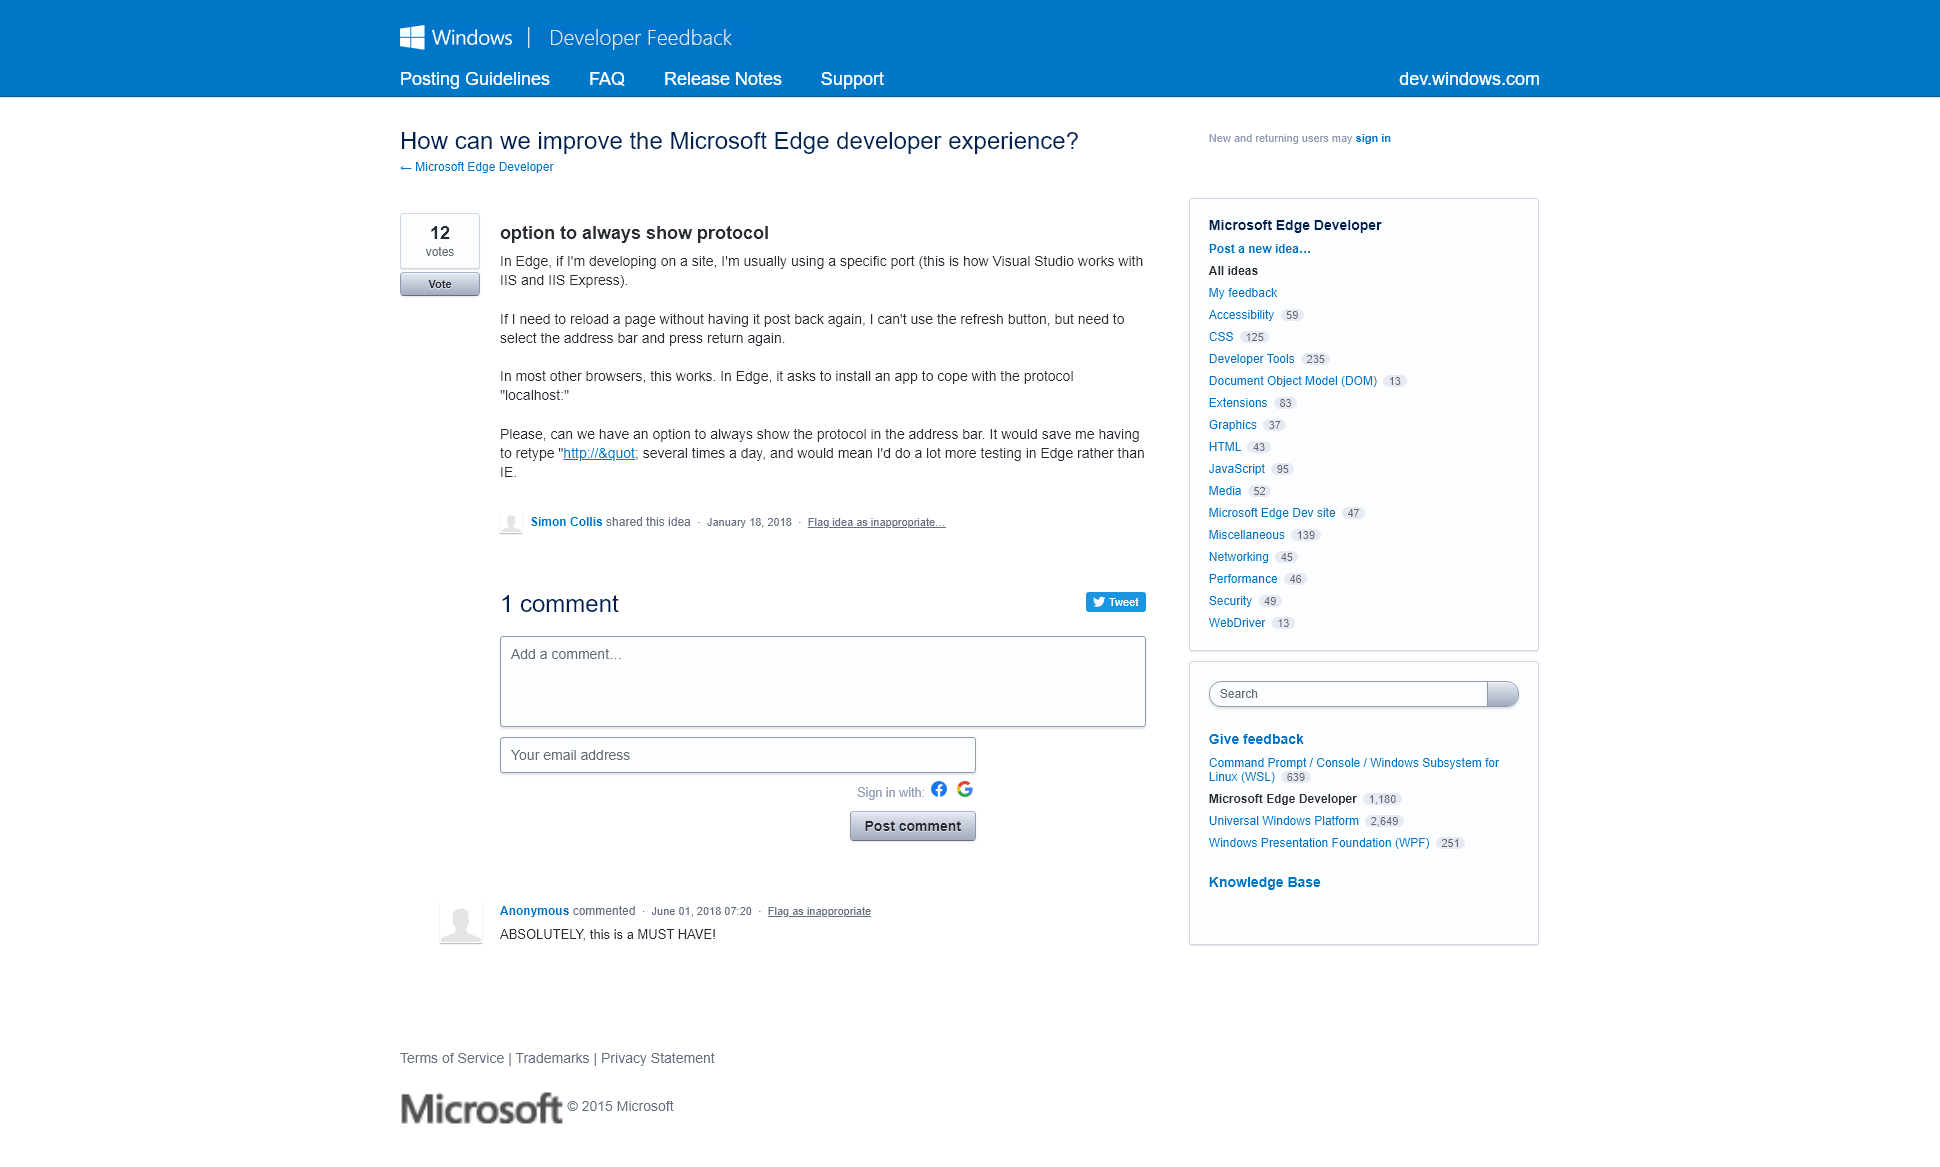 Windows | Developer Feedback
Posting Guidelines FAQ Release Notes Support dev.windows.com
How can we improve the Microsoft Edge developer experience?
← Microsoft Edge Developer
New and returning users may sign in
12
votes
Vote
option to always show protocol
In Edge, if I'm developing on a site, I'm usually using a specific port (this is how Visual Studio works with
IIS and IIS Express).
If I need to reload a page without having it post back again, I can't use the refresh button, but need to
select the address bar and press return again.
In most other browsers, this works. In Edge, it asks to install an app to cope with the protocol
"localhost:"
Please, can we have an option to always show the protocol in the address bar. It would save me having
to retype "http://&quot; several times a day, and would mean I'd do a lot more testing in Edge rather than
IE.
Simon Collis shared this idea · January 18, 2018 · Flag idea as inappropriate…
1 comment
Tweet
Add a comment…
Your email address
Sign in with:
Post comment
Anonymous commented · June 01, 2018 07:20 · Flag as inappropriate
ABSOLUTELY, this is a MUST HAVE!
Microsoft Edge Developer
Post a new idea…
All ideas
My feedback
Accessibility 59
CSS 125
Developer Tools 235
Document Object Model (DOM) 13
Extensions 83
Graphics 37
HTML 43
JavaScript 95
Media 52
Microsoft Edge Dev site 47
Miscellaneous 139
Networking 45
Performance 46
Security 49
WebDriver 13
Search
Give feedback
Command Prompt / Console / Windows Subsystem for
Linux (WSL) 639
Microsoft Edge Developer 1,180
Universal Windows Platform 2,649
Windows Presentation Foundation (WPF) 251
Knowledge Base
Terms of Service | Trademarks | Privacy Statement
Microsoft © 2015 Microsoft